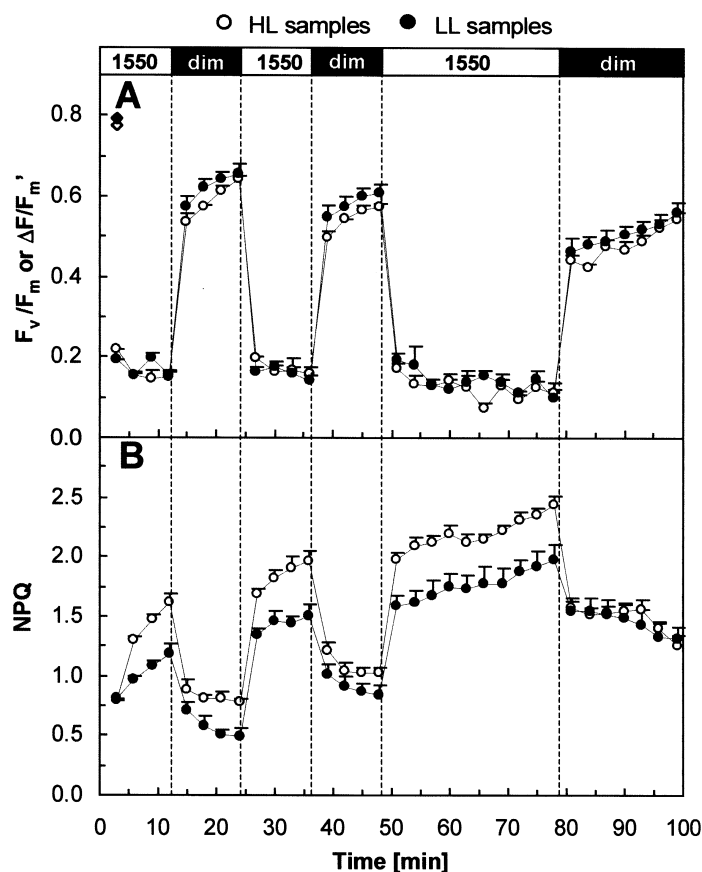 HL samples LL samples
1550 dim 1550 dim 1550 dim
A
0.8
0.6
0.4
0.2
0.0
Fv/Fm or ΔF/Fm'
B
2.5
2.0
1.5
1.0
0.5
0.0
NPQ
0 10 20 30 40 50 60 70 80 90 100
Time [min]